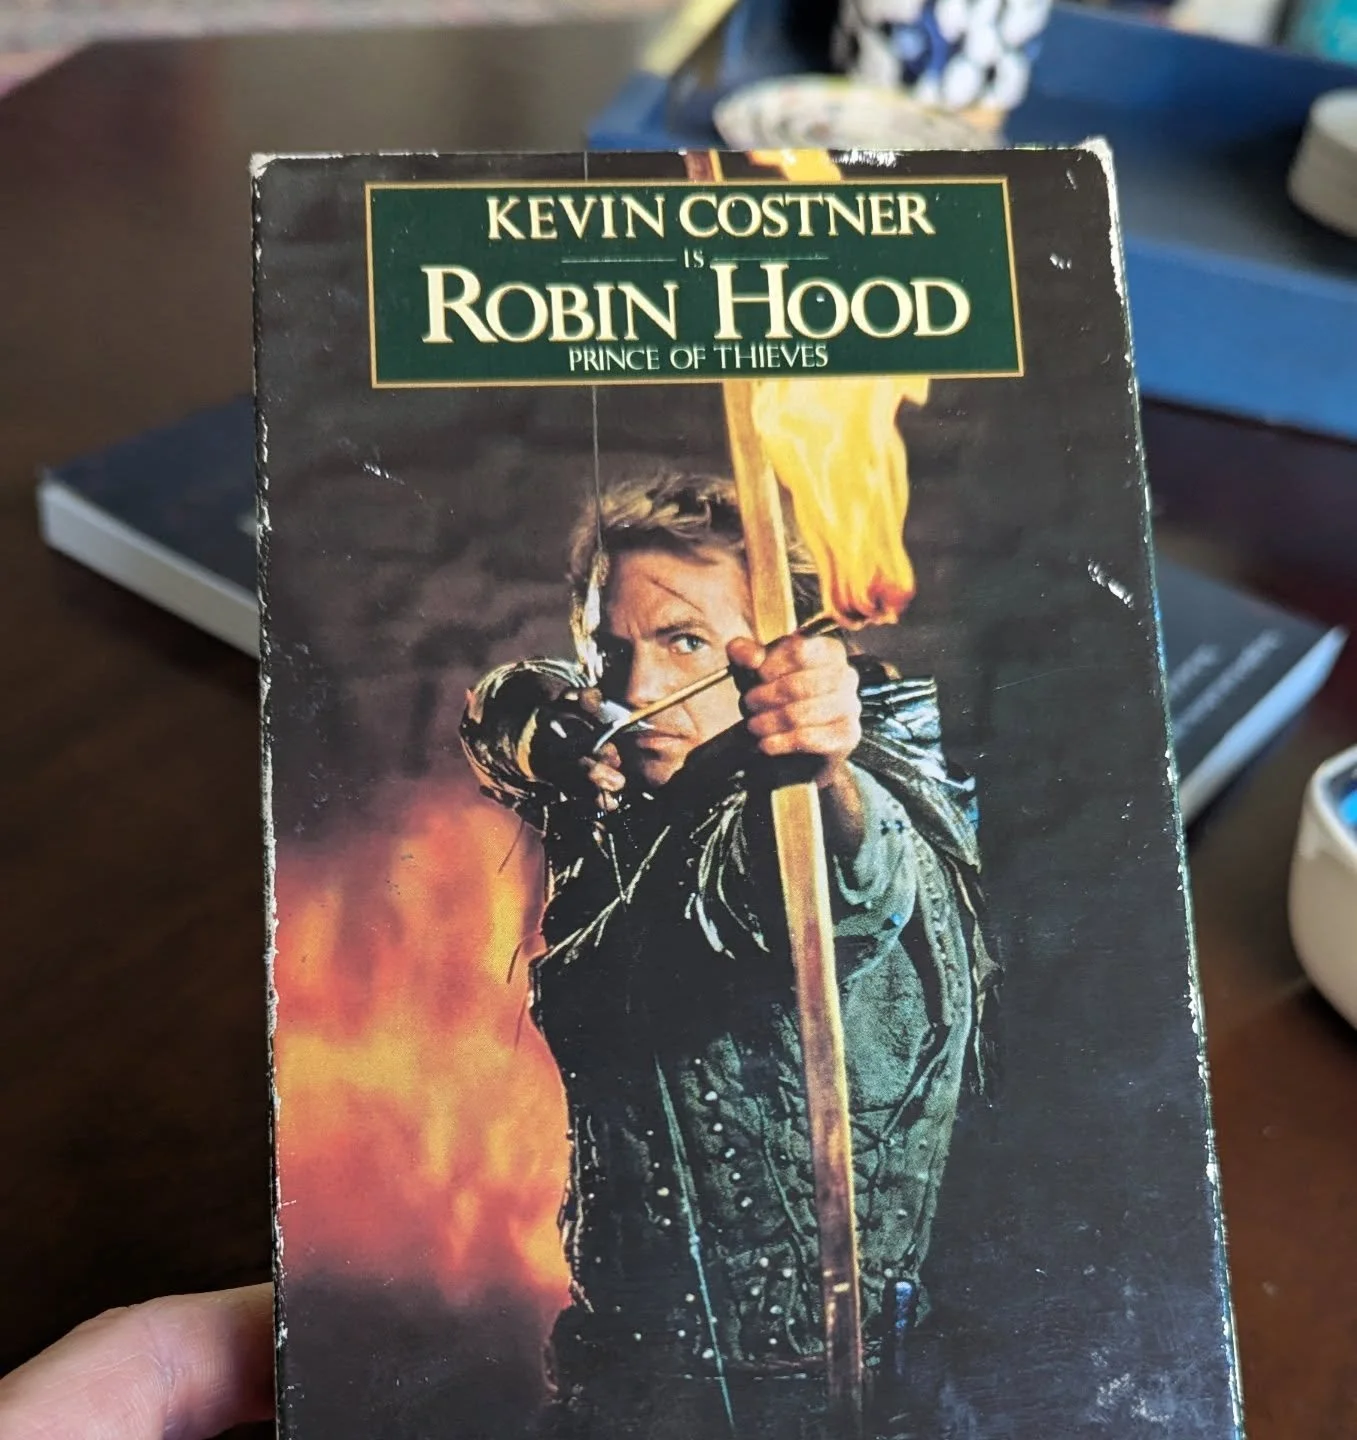 KEVIN COSTNER
IS
ROBIN HOOD
PRINCE OF THIEVES